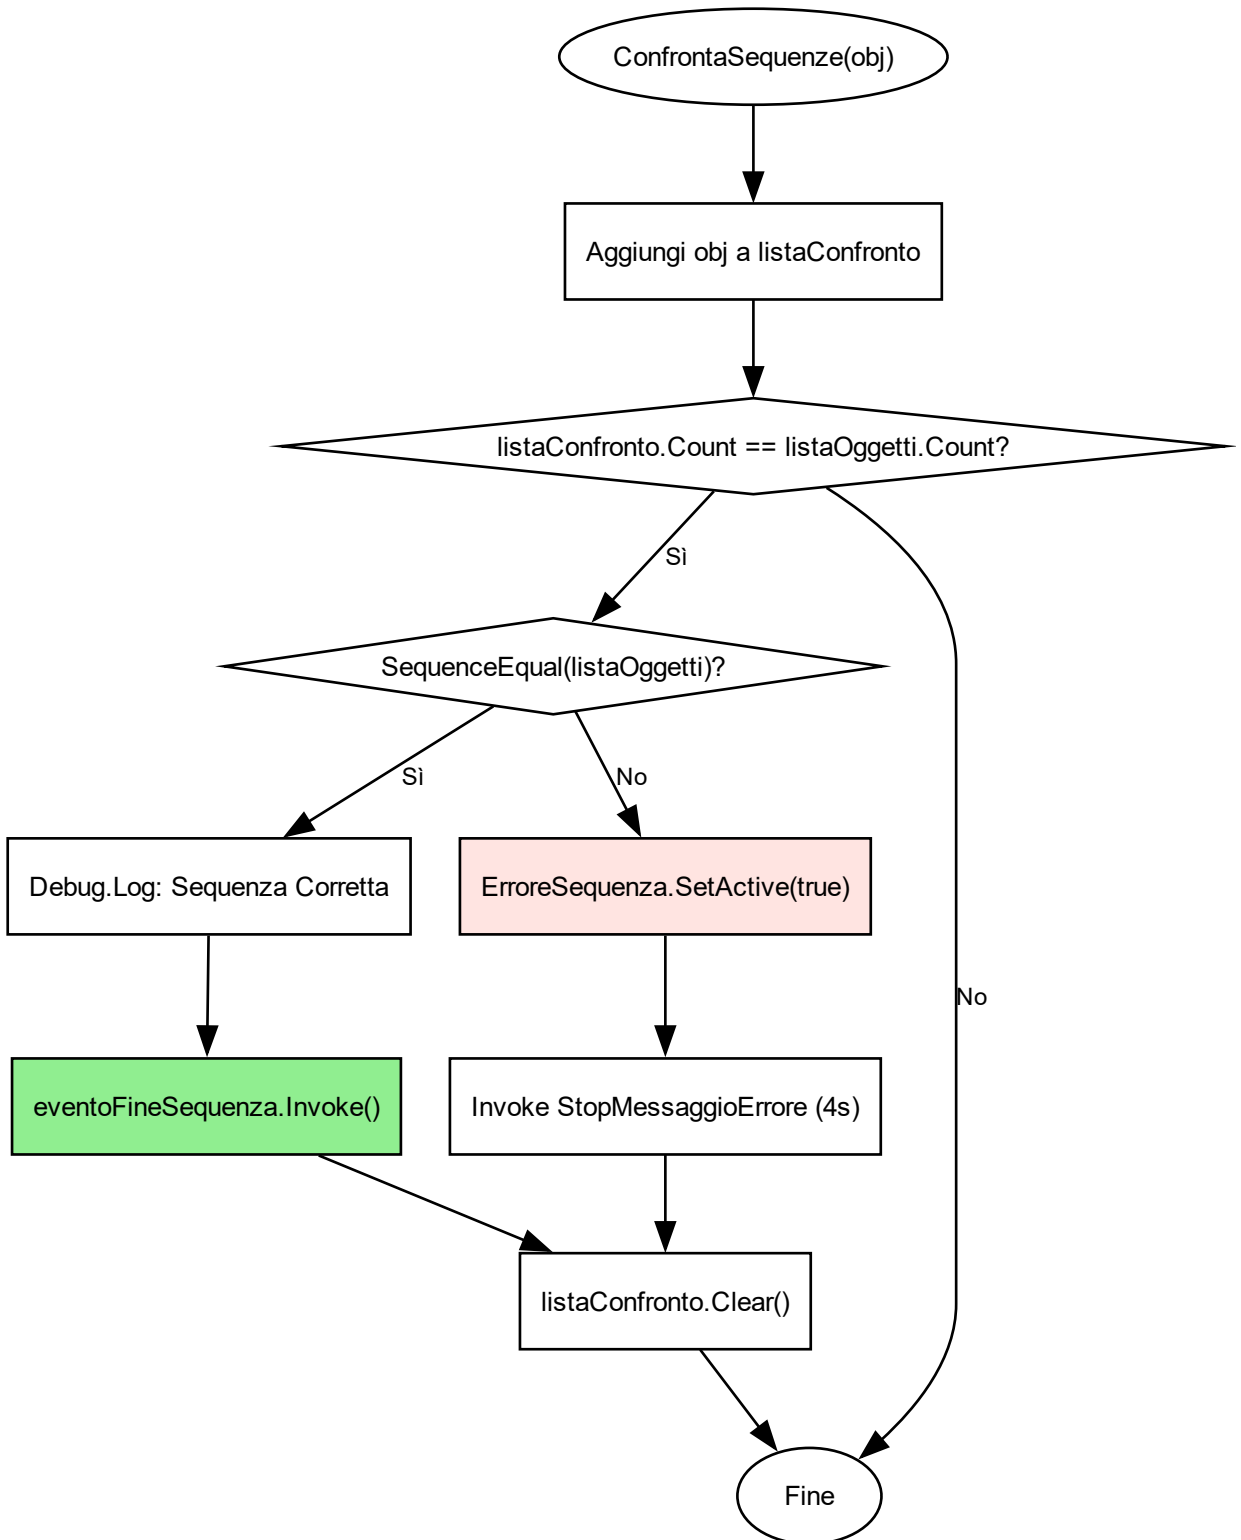 ConfrontaSequenze(obj)
Aggiungi obj a listaConfronto
listaConfronto.Count == listaOggetti.Count?
Sì
SequenceEqual(listaOggetti)?
Sì
No
Debug.Log: Sequenza Corretta
ErroreSequenza.SetActive(true)
No
eventoFineSequenza.Invoke()
Invoke StopMessaggioErrore (4s)
listaConfronto.Clear()
Fine